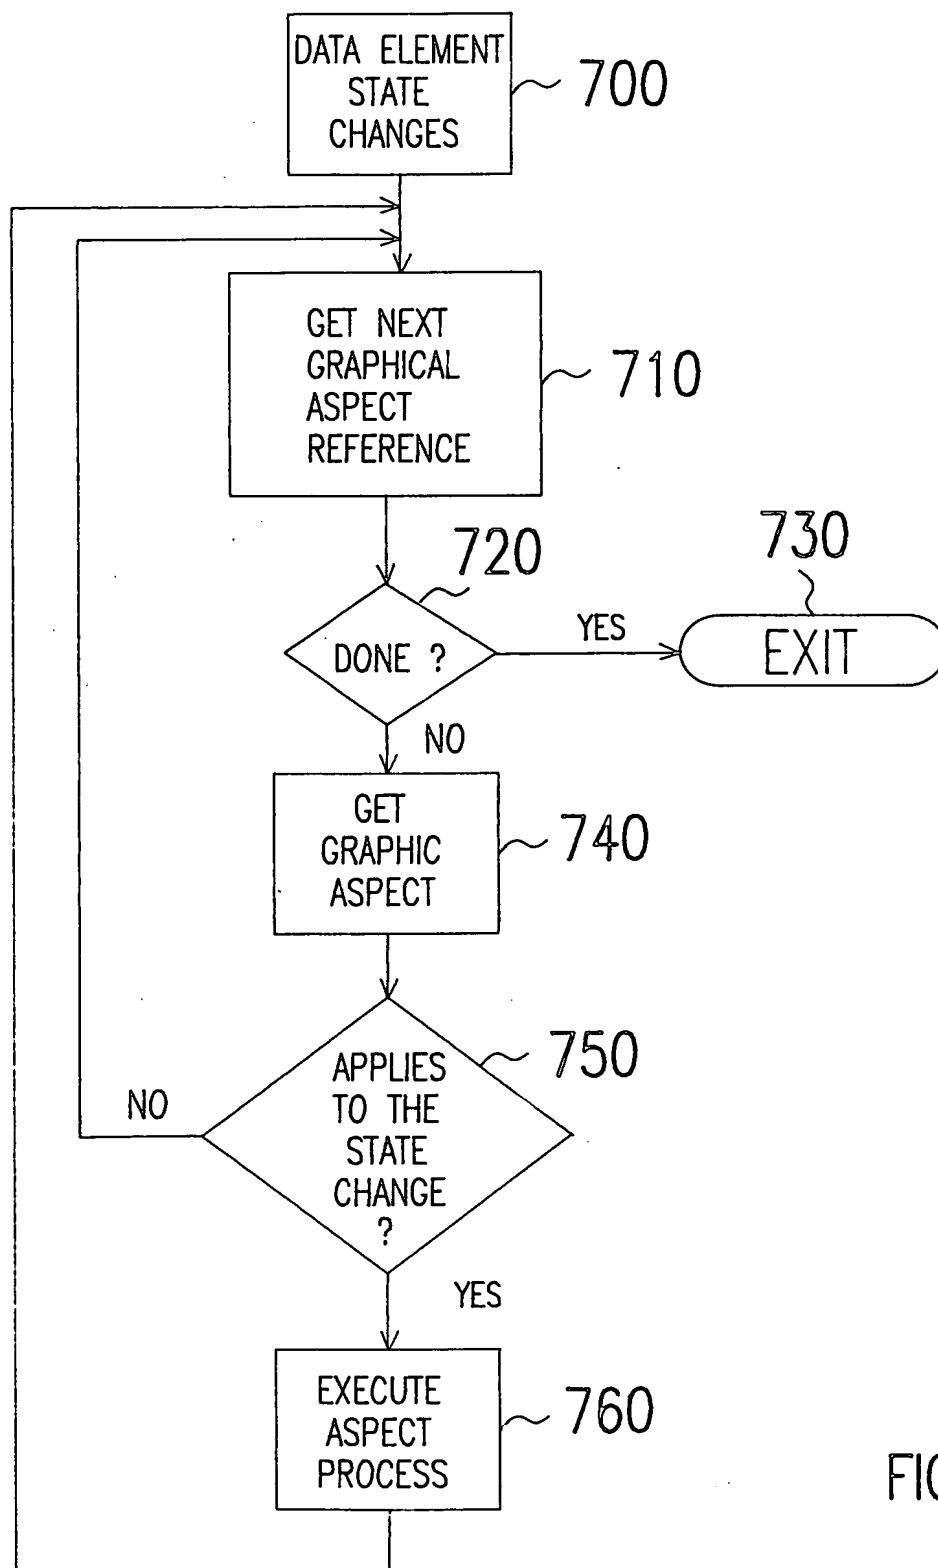 DATA ELEMENT
STATE
CHANGES
700
GET NEXT
GRAPHICAL
ASPECT
REFERENCE
710
720
730
DONE ?
YES
EXIT
NO
GET
GRAPHIC
ASPECT
740
750
APPLIES
TO THE
STATE
CHANGE
?
NO
YES
EXECUTE
ASPECT
PROCESS
760